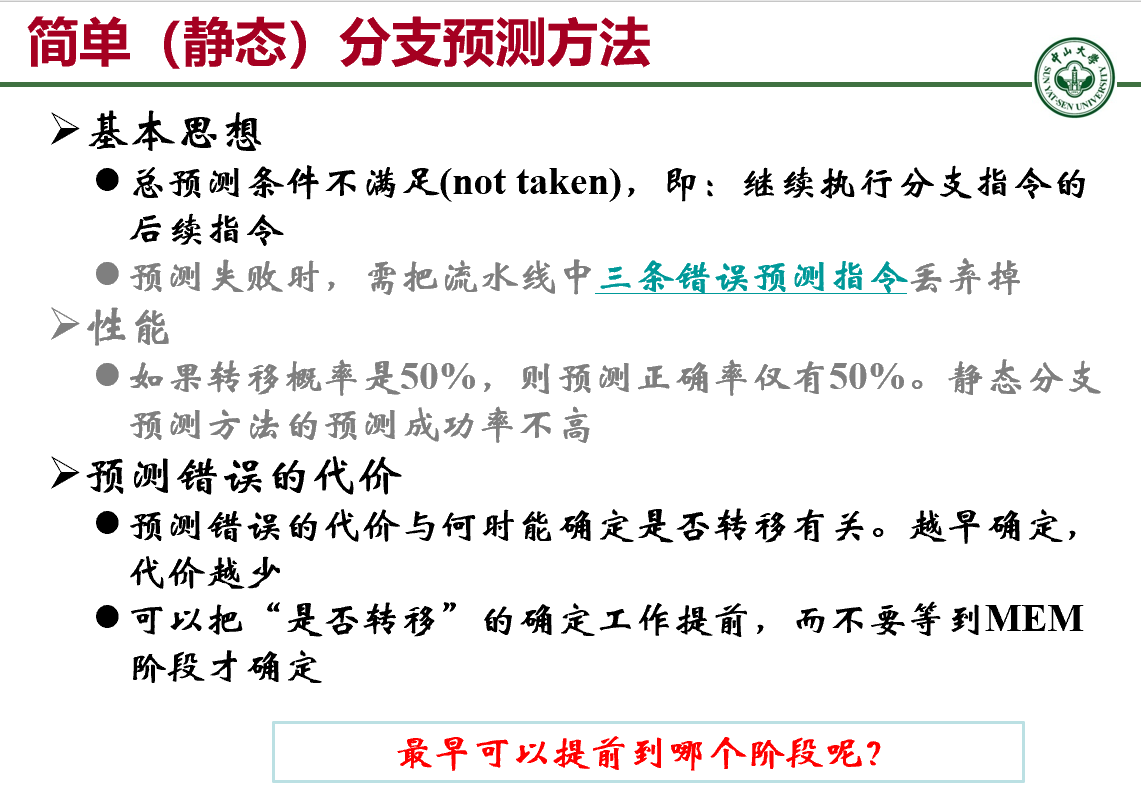 简单（静态）分支预测方法
中山大学
SUN YAT-SEN UNIVERSITY
基本思想
总预测条件不满足(not taken)，即：继续执行分支指令的
后续指令
预测失败时，需把流水线中三条错误预测指令丢弃掉
性能
如果转移概率是50%，则预测正确率仅有50%。静态分支
预测方法的预测成功率不高
预测错误的代价
预测错误的代价与何时能确定是否转移有关。越早确定，
代价越少
可以把“是否转移”的确定工作提前，而不要等到MEM
阶段才确定
最早可以提前到哪个阶段呢？